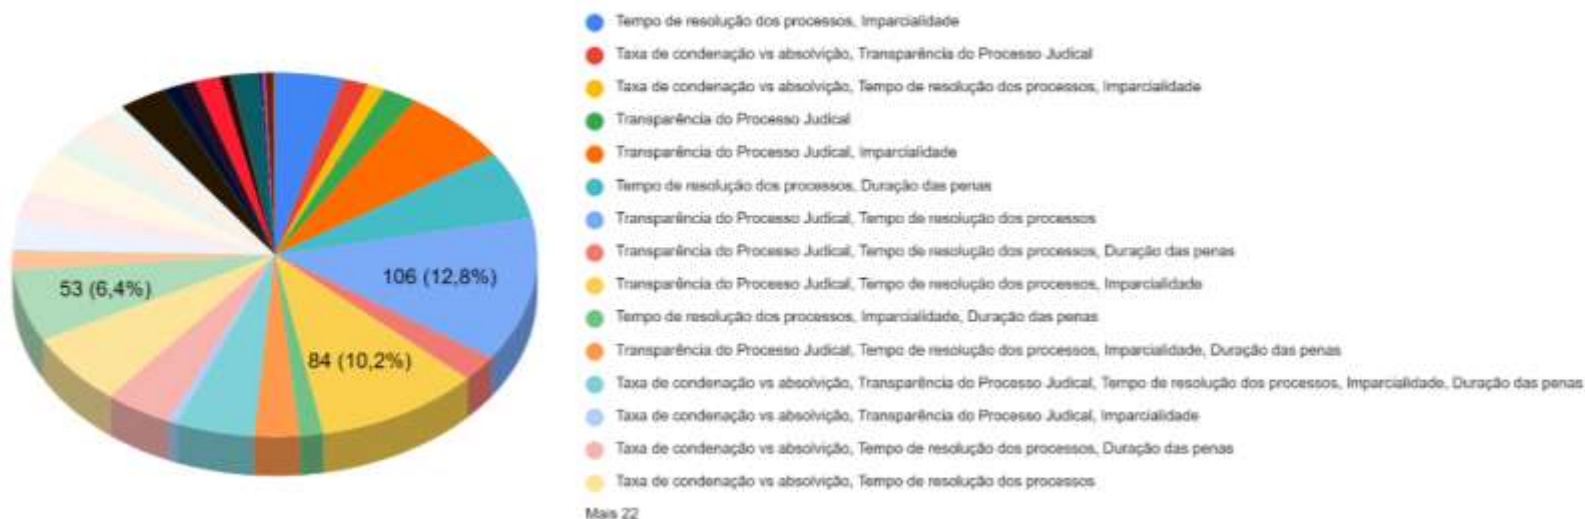 Tempo de resolução dos processos, Imparcialidade
Taxa de condenação vs absolvição, Transparência do Processo Judical
Taxa de condenação vs absolvição, Tempo de resolução dos processos, Imparcialidade
Transparência do Processo Judical
Transparência do Processo Judical, Imparcialidade
Tempo de resolução dos processos, Duração das penas
Transparência do Processo Judical, Tempo de resolução dos processos
Transparência do Processo Judical, Tempo de resolução dos processos, Duração das penas
Transparência do Processo Judical, Tempo de resolução dos processos, Imparcialidade
Tempo de resolução dos processos, Imparcialidade, Duração das penas
Transparência do Processo Judical, Tempo de resolução dos processos, Imparcialidade, Duração das penas
Taxa de condenação vs absolvição, Transparência do Processo Judical, Tempo de resolução dos processos, Imparcialidade, Duração das penas
Taxa de condenação vs absolvição, Transparência do Processo Judical, Imparcialidade
Taxa de condenação vs absolvição, Tempo de resolução dos processos, Duração das penas
Taxa de condenação vs absolvição, Tempo de resolução dos processos
Mais 22
106 (12,8%)
53 (6,4%)
84 (10,2%)